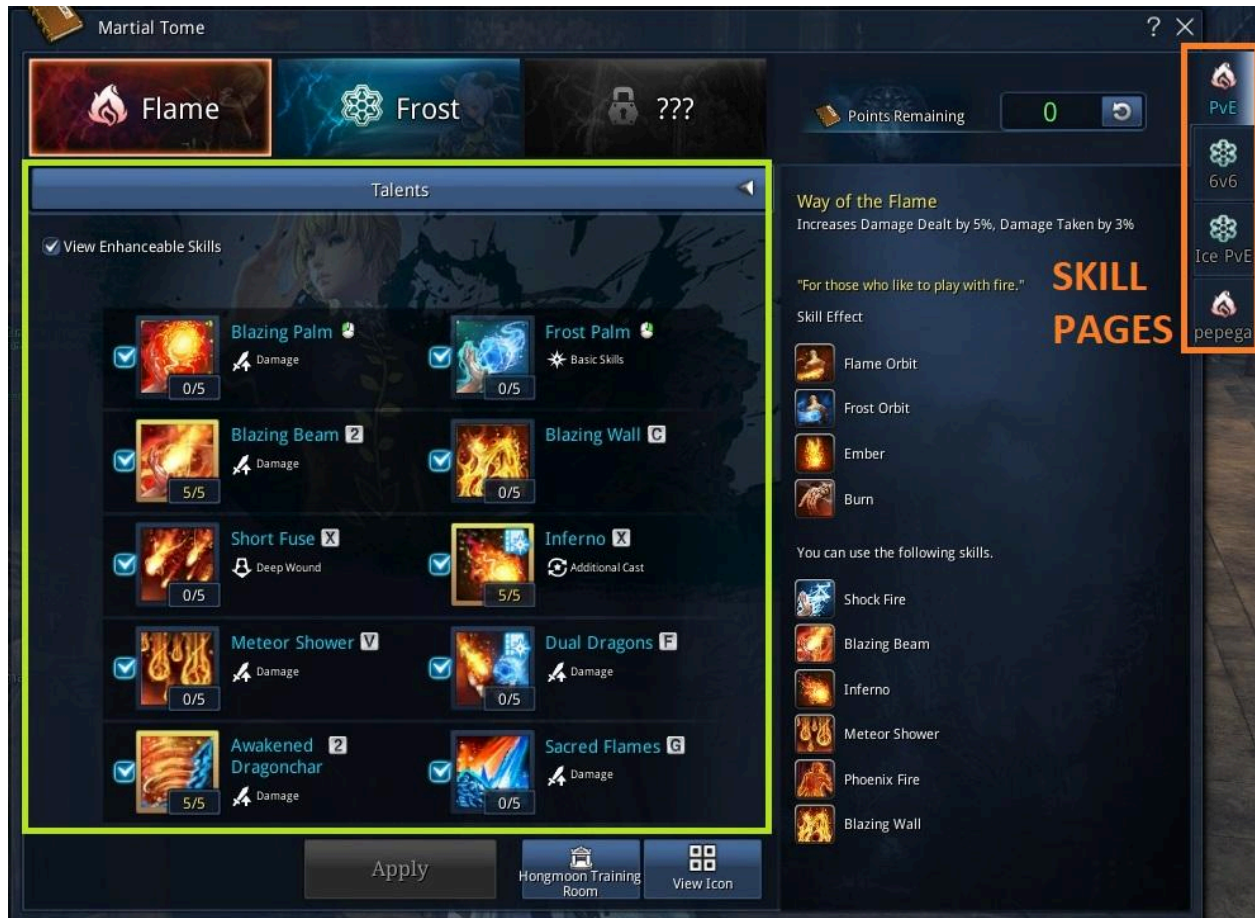 Martial Tome
?
Flame
Frost
???
Points Remaining
0
PvE
6v6
Ice PvE
pepega
SKILL
PAGES
Talents
View Enhanceable Skills
Blazing Palm
Damage
0/5
Frost Palm
Basic Skills
0/5
Blazing Beam 2
Damage
5/5
Blazing Wall C
0/5
Short Fuse X
Deep Wound
0/5
Inferno X
Additional Cast
5/5
Meteor Shower V
Damage
0/5
Dual Dragons F
Damage
0/5
Awakened 2
Dragonchar
Damage
5/5
Sacred Flames G
Damage
0/5
Apply
Hongmoon Training
Room
View Icon
Way of the Flame
Increases Damage Dealt by 5%, Damage Taken by 3%
"For those who like to play with fire."
Skill Effect
Flame Orbit
Frost Orbit
Ember
Burn
You can use the following skills.
Shock Fire
Blazing Beam
Inferno
Meteor Shower
Phoenix Fire
Blazing Wall